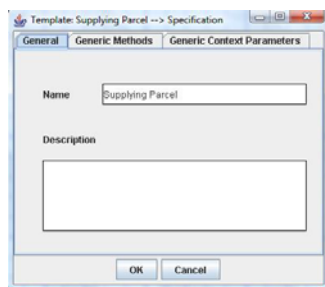 Template: Supplying Parcel --> Specification
General Generic Methods Generic Context Parameters
Name Supplying Parcel
Description
OK Cancel